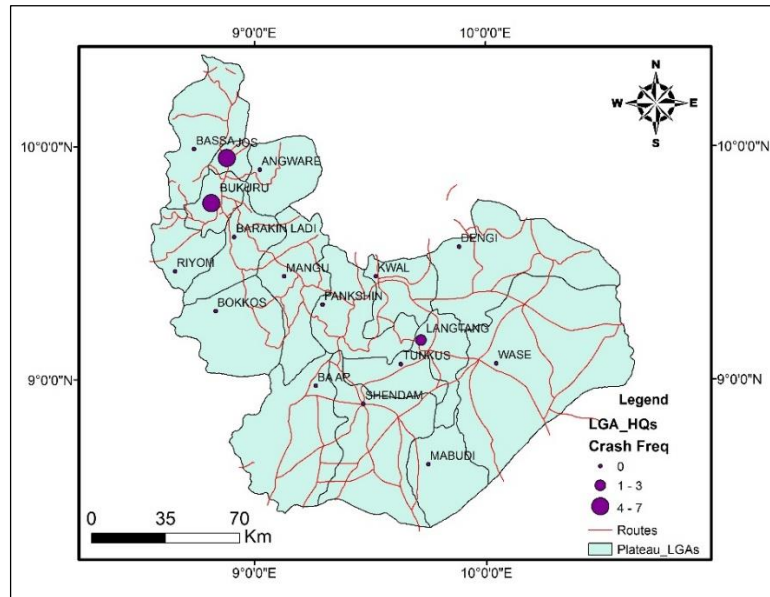 9°0'0"E 10°0'0"E
N
W E
S
10°0'0"N 10°0'0"N
BASSA JOS
ANGWARE
BUKURU
BARAKIN LADI
DENGI
RIYOM
MANGU
KWAL
BOKKOS
PANKSHIN
LANGTANG
TUNKUS
WASE
9°0'0"N 9°0'0"N
BA AP
SHENDAM
MABUDI
Legend
LGA_HQs
Crash Freq
0
1 - 3
4 - 7
Routes
Plateau_LGAs
0 35 70
Km
9°0'0"E 10°0'0"E